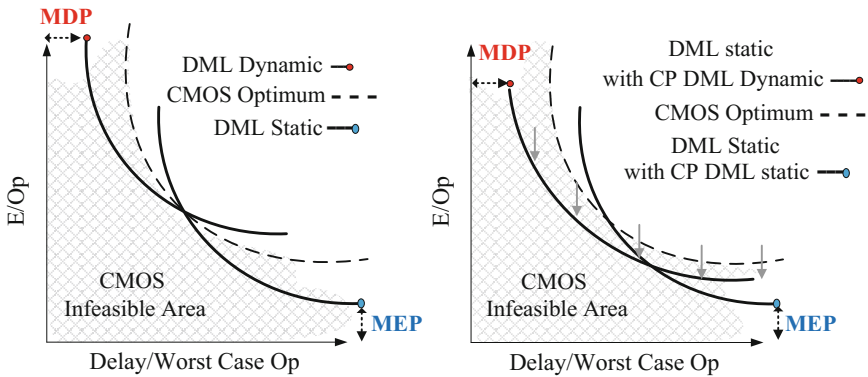 MDP
DML Dynamic
CMOS Optimum
DML Static
E/Op
CMOS
Infeasible Area
MEP
Delay/Worst Case Op
MDP
DML static
with CP DML Dynamic
CMOS Optimum
DML Static
with CP DML static
E/Op
CMOS
Infeasible Area
MEP
Delay/Worst Case Op